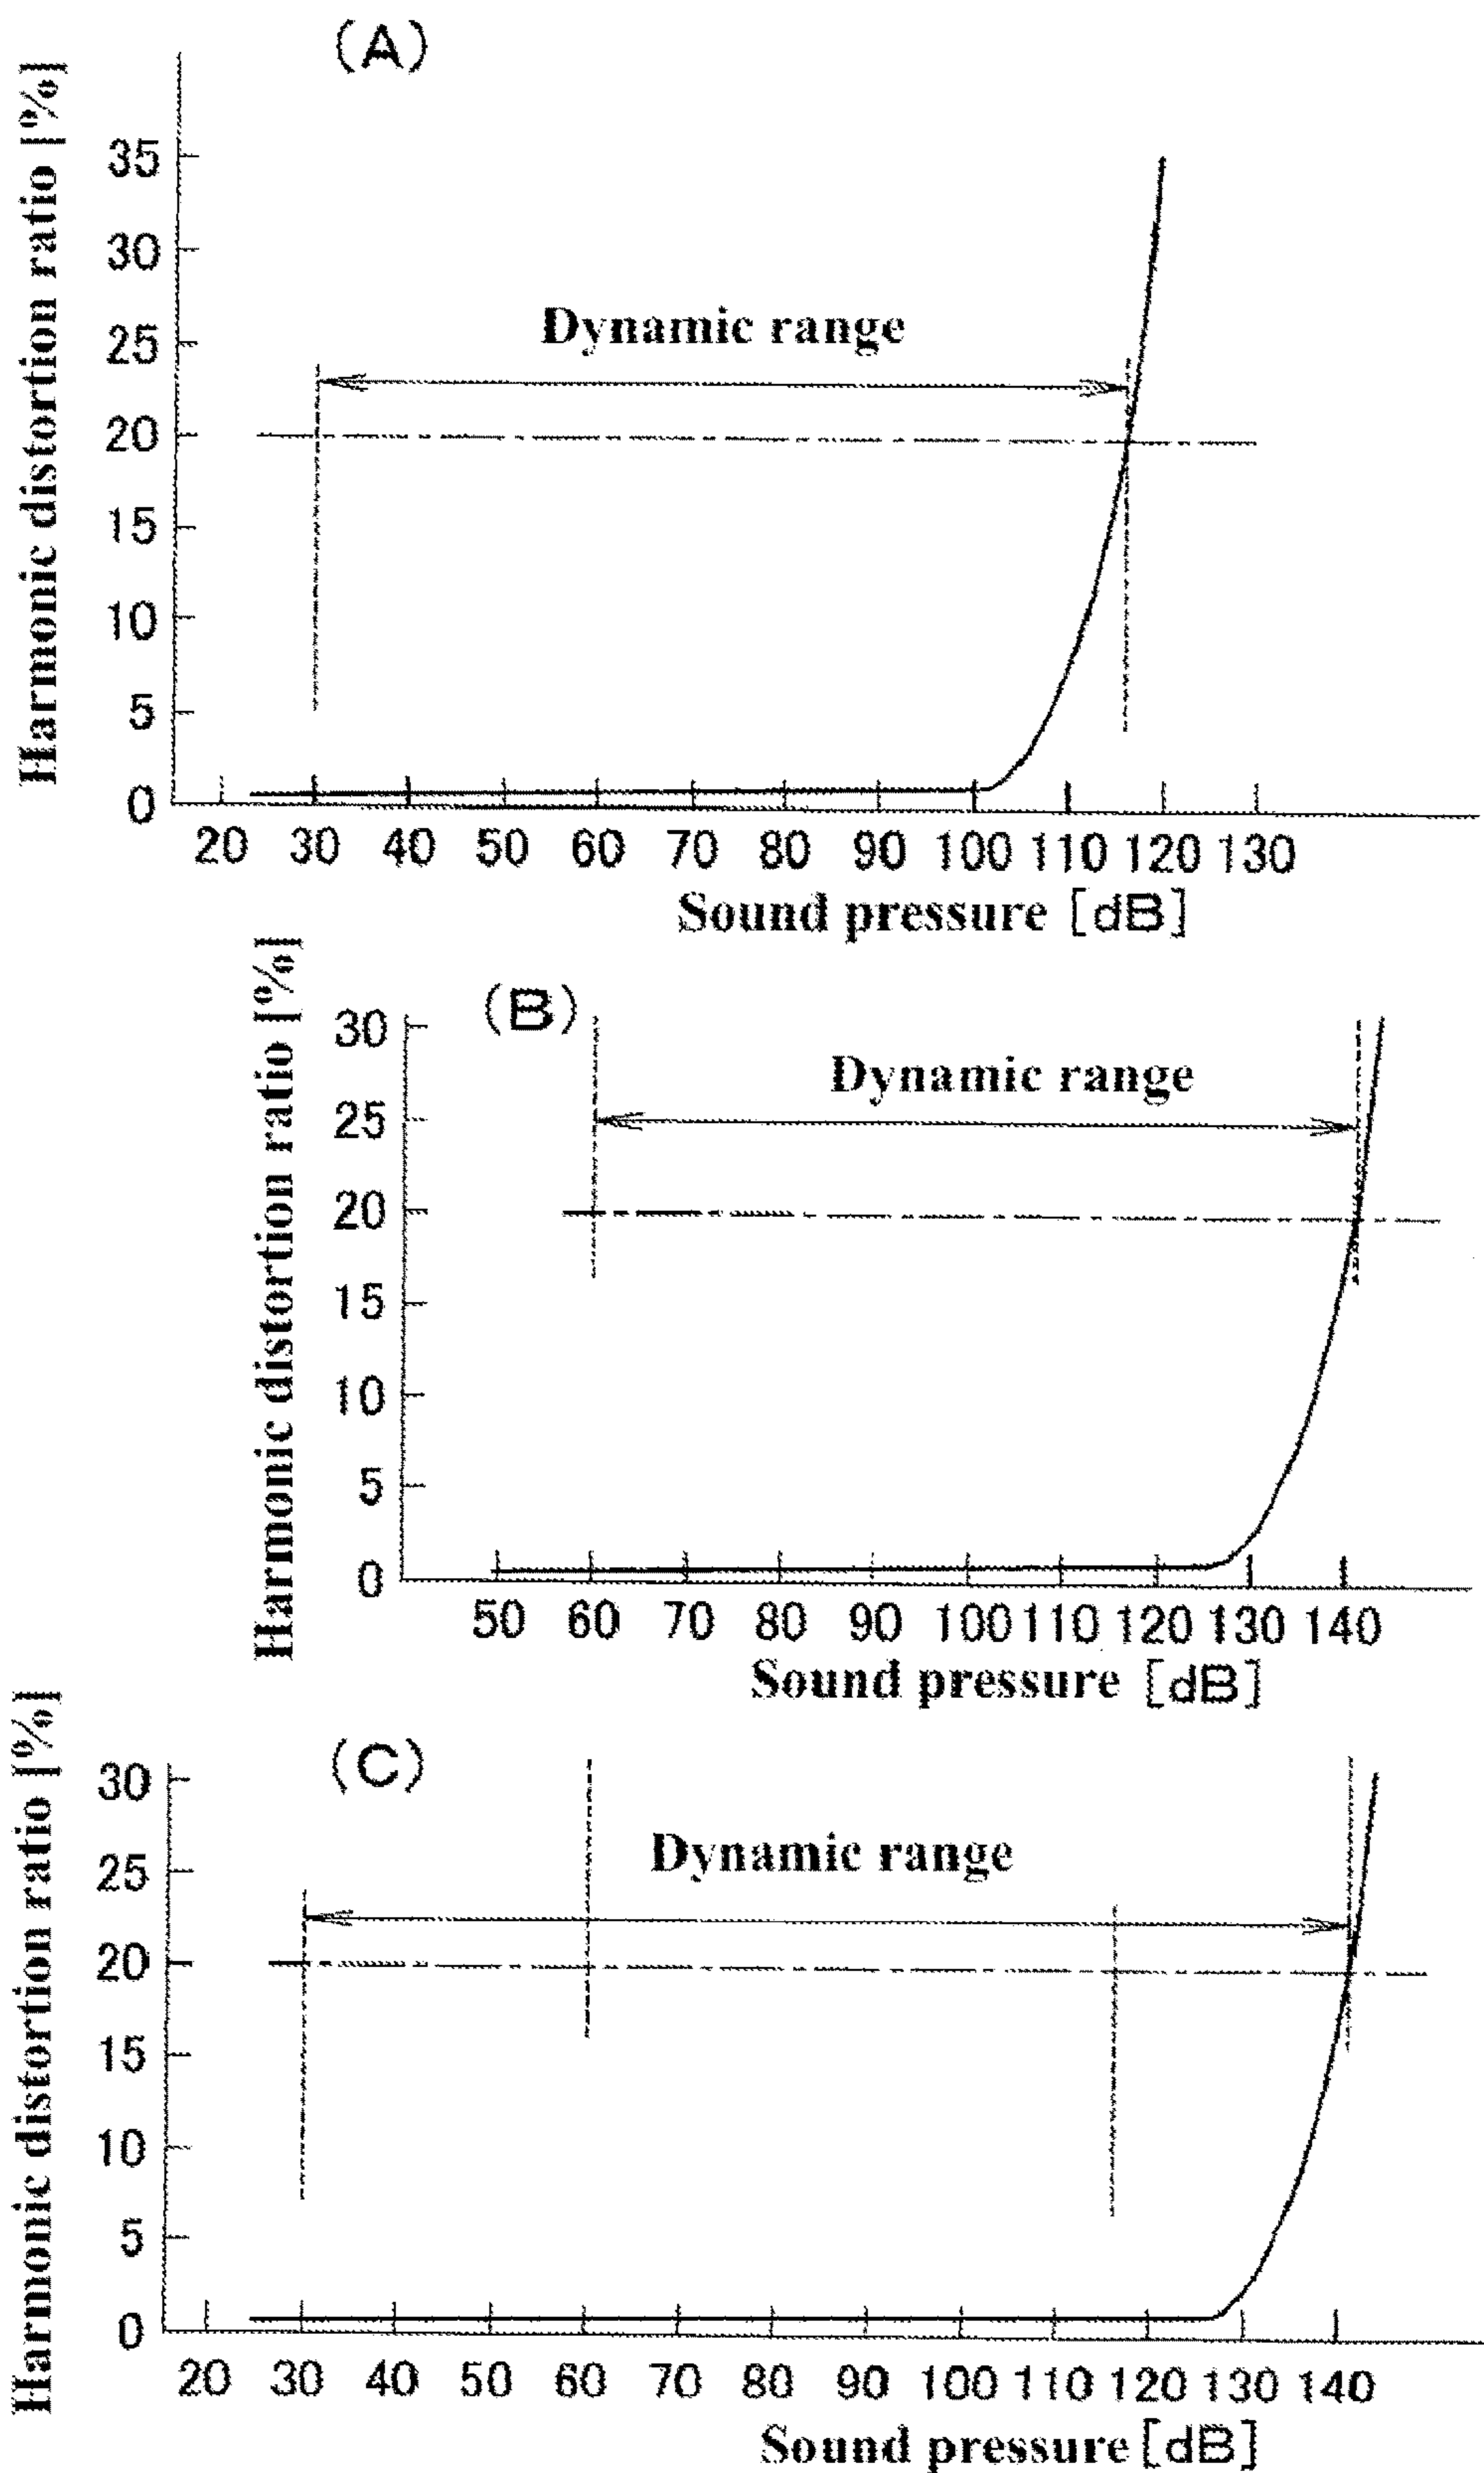 (A)
Harmonic distortion ratio [%]
35
30
25
20
15
10
5
0
Dynamic range
20 30 40 50 60 70 80 90 100 110 120 130
Sound pressure [dB]
(B)
Harmonic distortion ratio [%]
30
25
20
15
10
5
0
Dynamic range
50 60 70 80 90 100 110 120 130 140
Sound pressure [dB]
(C)
Harmonic distortion ratio [%]
30
25
20
15
10
5
0
Dynamic range
20 30 40 50 60 70 80 90 100 110 120 130 140
Sound pressure [dB]